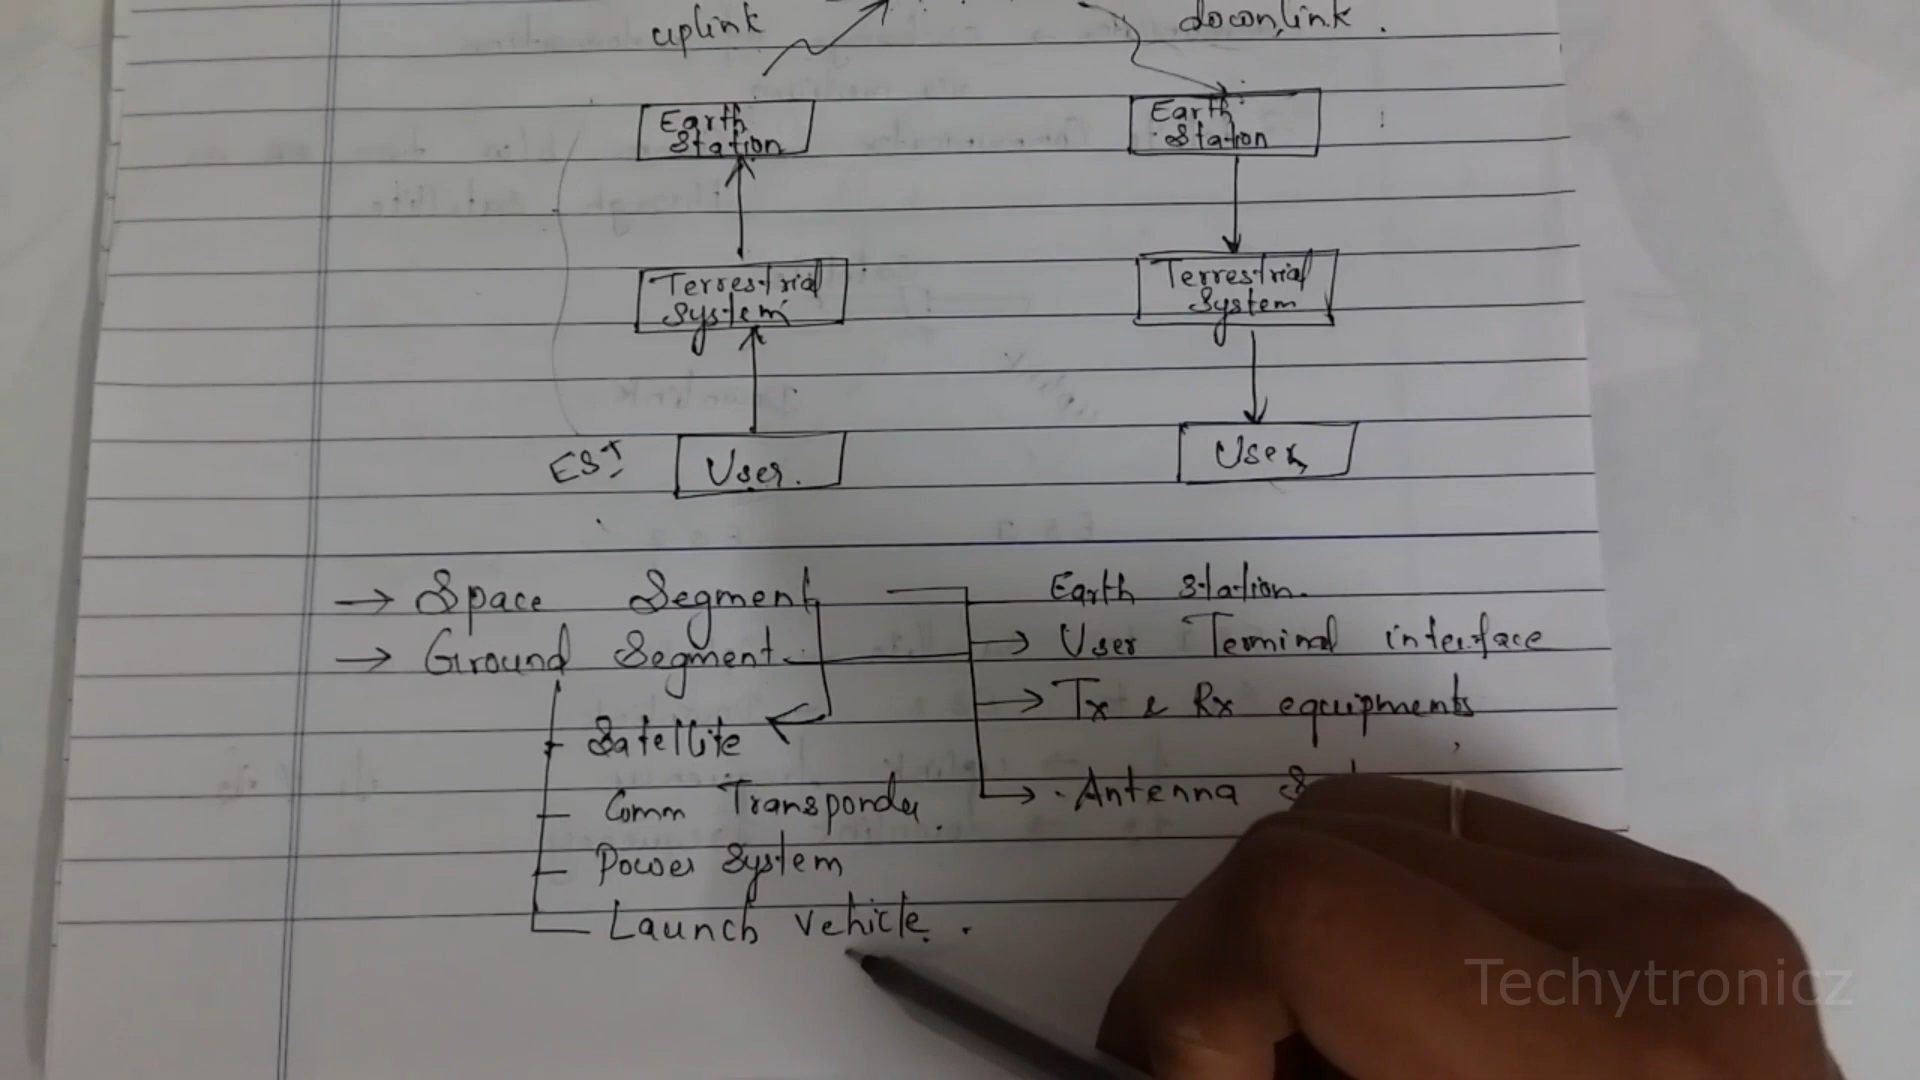 uplink downlink.
Earth
Station
Earth
Station
Terrestrial
System
Terrestrial
System
User.
User
→ Space Segment
→ Ground Segment
Satellite
Comm Transponder.
Power System
Launch Vehicle.
Earth Station.
→ User Terminal interface
→ Tx & Rx equipments
→ Antenna
Techytronicz